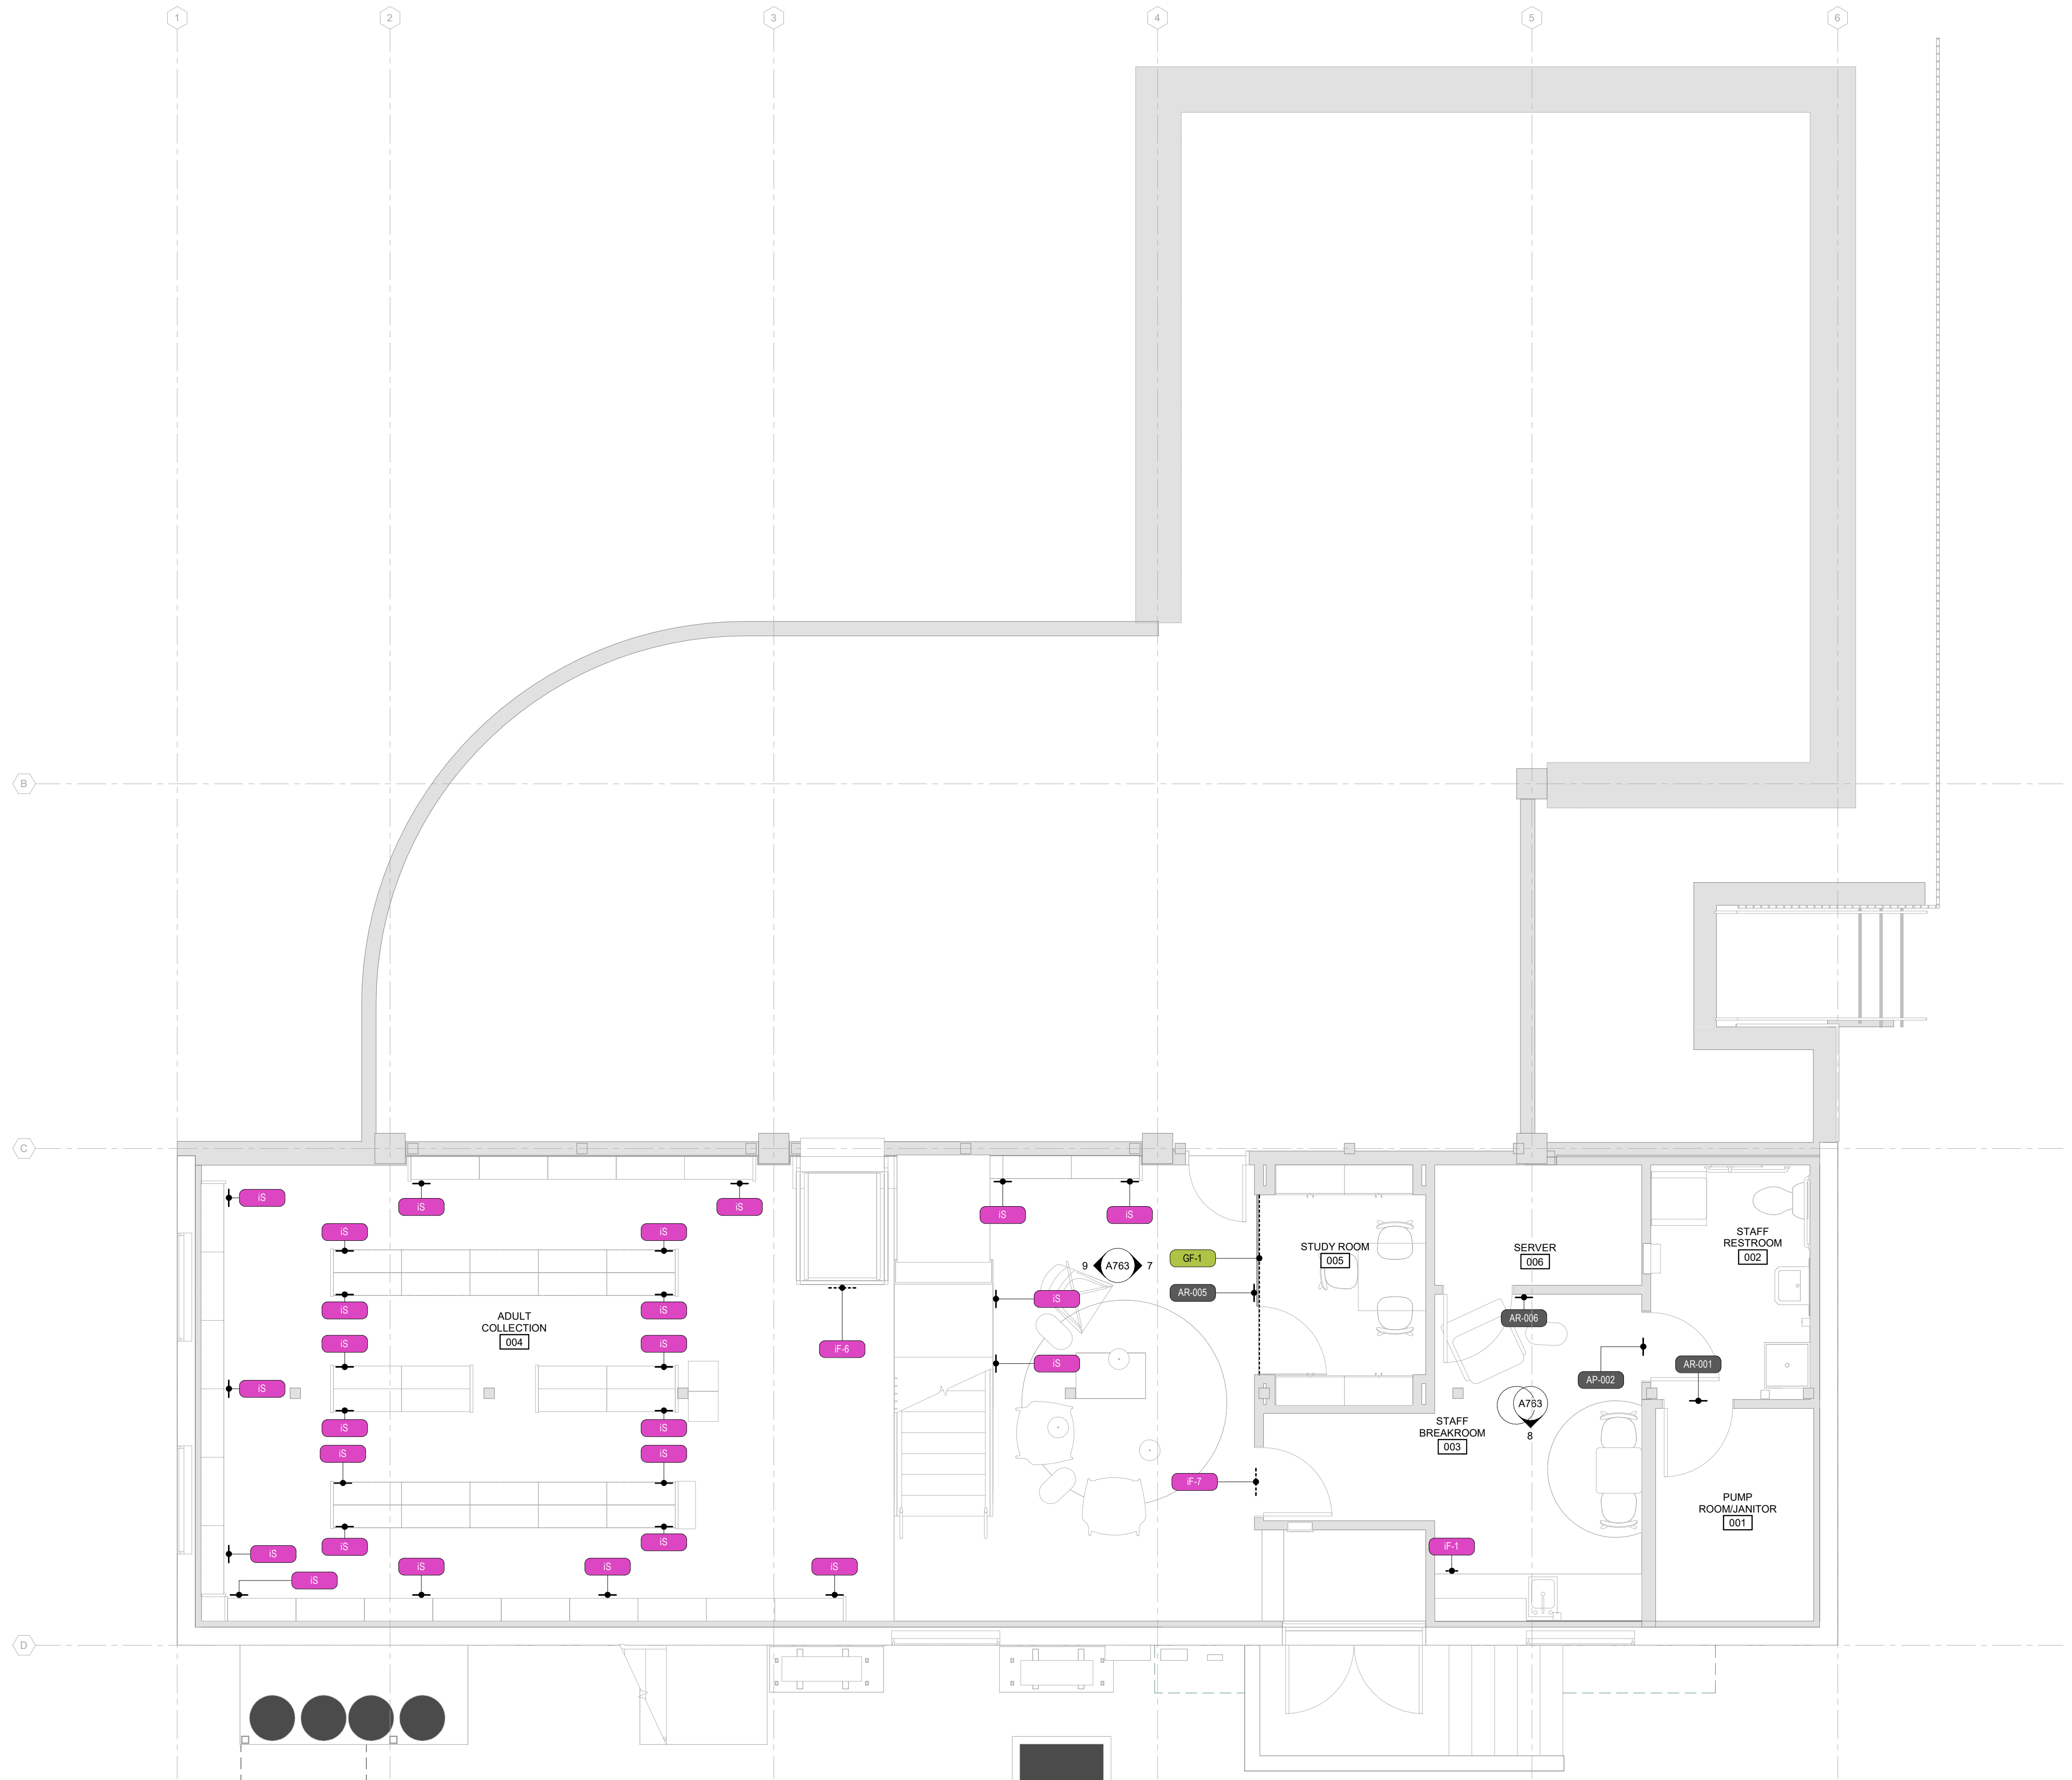 1
2
3
4
5
6
B
C
iS
iS
iS
iS
iS
iS
iS
GF-1
9
A763
7
STUDY ROOM
005
SERVER
006
STAFF
RESTROOM
002
AR-005
iS
iS
iS
ADULT
COLLECTION
004
AR-006
iS
iS
iF-6
iS
AR-001
AP-002
iS
A763
8
iS
iS
STAFF
BREAKROOM
003
iS
iS
iF-7
PUMP
ROOM/JANITOR
001
iS
iS
iS
iF-1
iS
iS
iS
iS
D